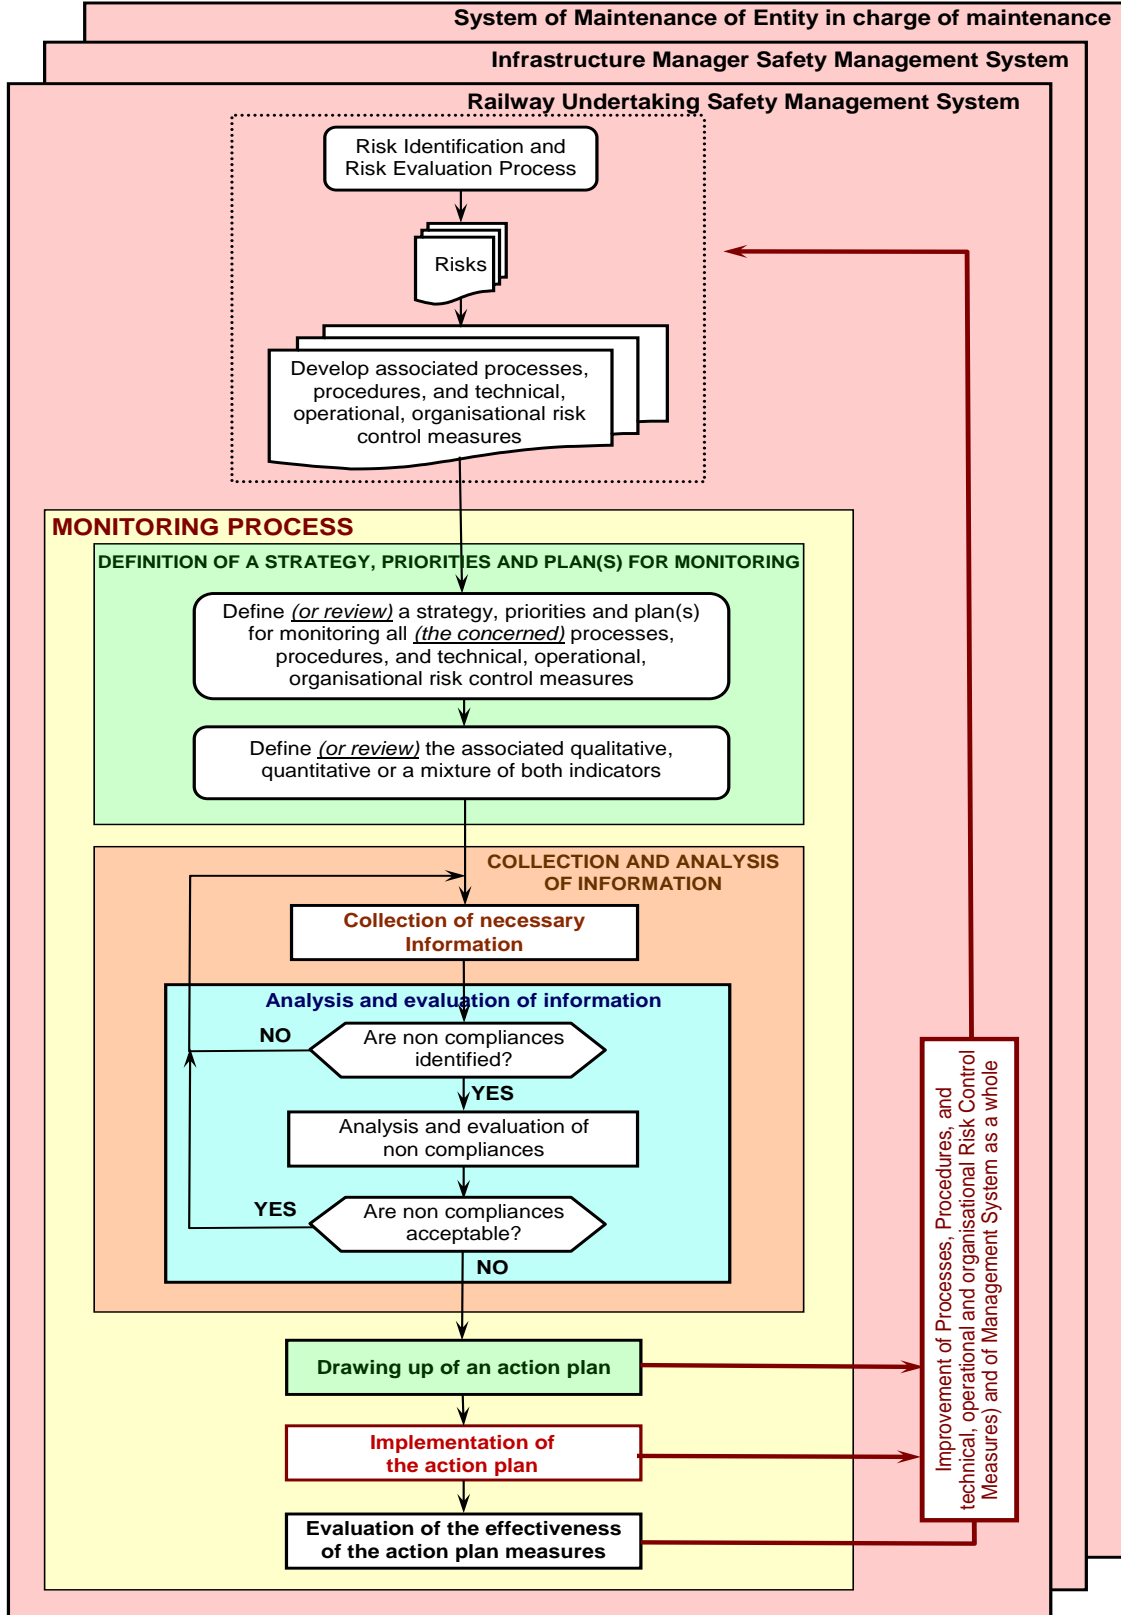 System of Maintenance of Entity in charge of maintenance
Infrastructure Manager Safety Management System
Railway Undertaking Safety Management System
Risk Identification and
Risk Evaluation Process
Risks
Develop associated processes,
procedures, and technical,
operational, organisational risk
control measures
MONITORING PROCESS
DEFINITION OF A STRATEGY, PRIORITIES AND PLAN(S) FOR MONITORING
Define (or review) a strategy, priorities and plan(s)
for monitoring all (the concerned) processes,
procedures, and technical, operational,
organisational risk control measures
Define (or review) the associated qualitative,
quantitative or a mixture of both indicators
COLLECTION AND ANALYSIS
OF INFORMATION
Collection of necessary
Information
Analysis and evaluation of information
NO
Are non compliances
identified?
YES
Analysis and evaluation of
non compliances
YES
Are non compliances
acceptable?
NO
Drawing up of an action plan
Implementation of
the action plan
Evaluation of the effectiveness
of the action plan measures
Improvement of Processes, Procedures, and
technical, operational and organisational Risk Control
Measures) and of Management System as a whole